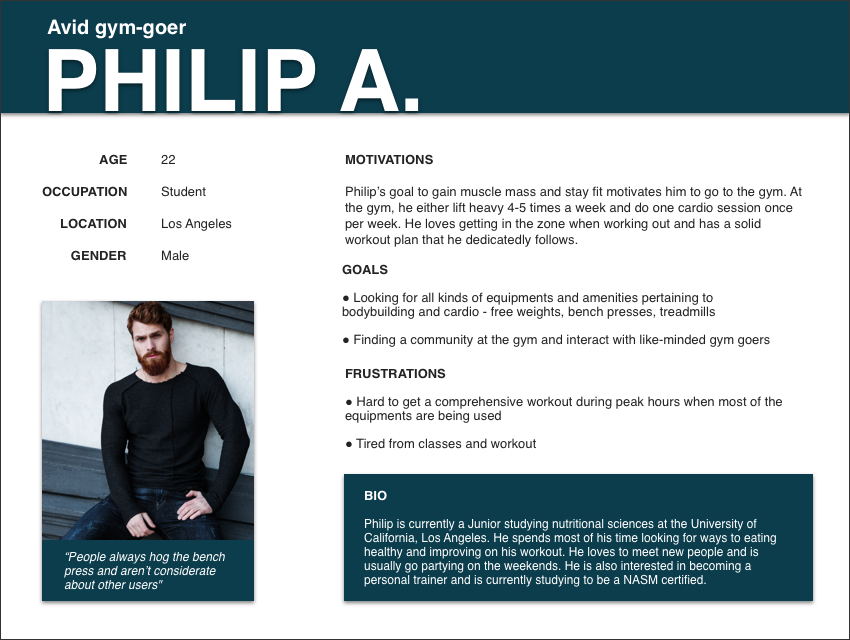 Avid gym-goer
PHILIP A.
AGE 22
OCCUPATION Student
LOCATION Los Angeles
GENDER Male
“People always hog the bench
press and aren’t considerate
about other users”
MOTIVATIONS
Philip’s goal to gain muscle mass and stay fit motivates him to go to the gym. At
the gym, he either lift heavy 4-5 times a week and do one cardio session once
per week. He loves getting in the zone when working out and has a solid
workout plan that he dedicatedly follows.
GOALS
● Looking for all kinds of equipments and amenities pertaining to
bodybuilding and cardio - free weights, bench presses, treadmills
● Finding a community at the gym and interact with like-minded gym goers
FRUSTRATIONS
● Hard to get a comprehensive workout during peak hours when most of the
equipments are being used
● Tired from classes and workout
BIO
Philip is currently a Junior studying nutritional sciences at the University of
California, Los Angeles. He spends most of his time looking for ways to eating
healthy and improving on his workout. He loves to meet new people and is
usually go partying on the weekends. He is also interested in becoming a
personal trainer and is currently studying to be a NASM certified.